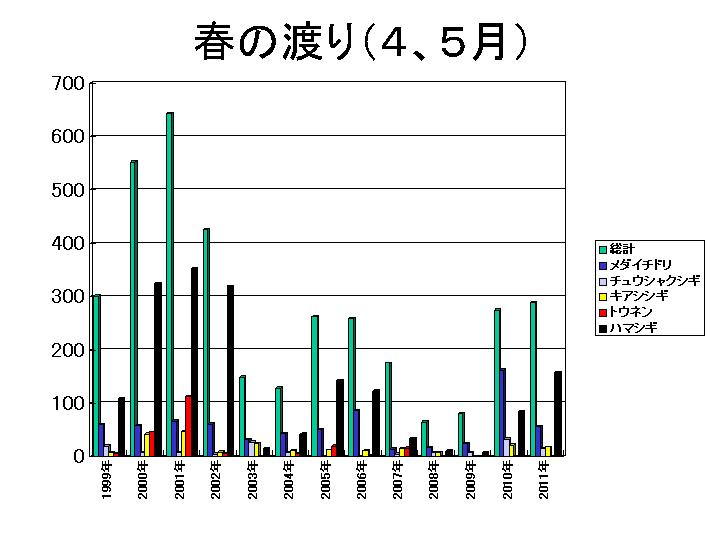 春の渡り（４、５月）
700
600
500
400
300
200
100
0
1999年
2000年
2001年
2002年
2003年
2004年
2005年
2006年
2007年
2008年
2009年
2010年
2011年
総計
メダイチドリ
チュウシャクシギ
キアシシギ
トウネン
ハマシギ